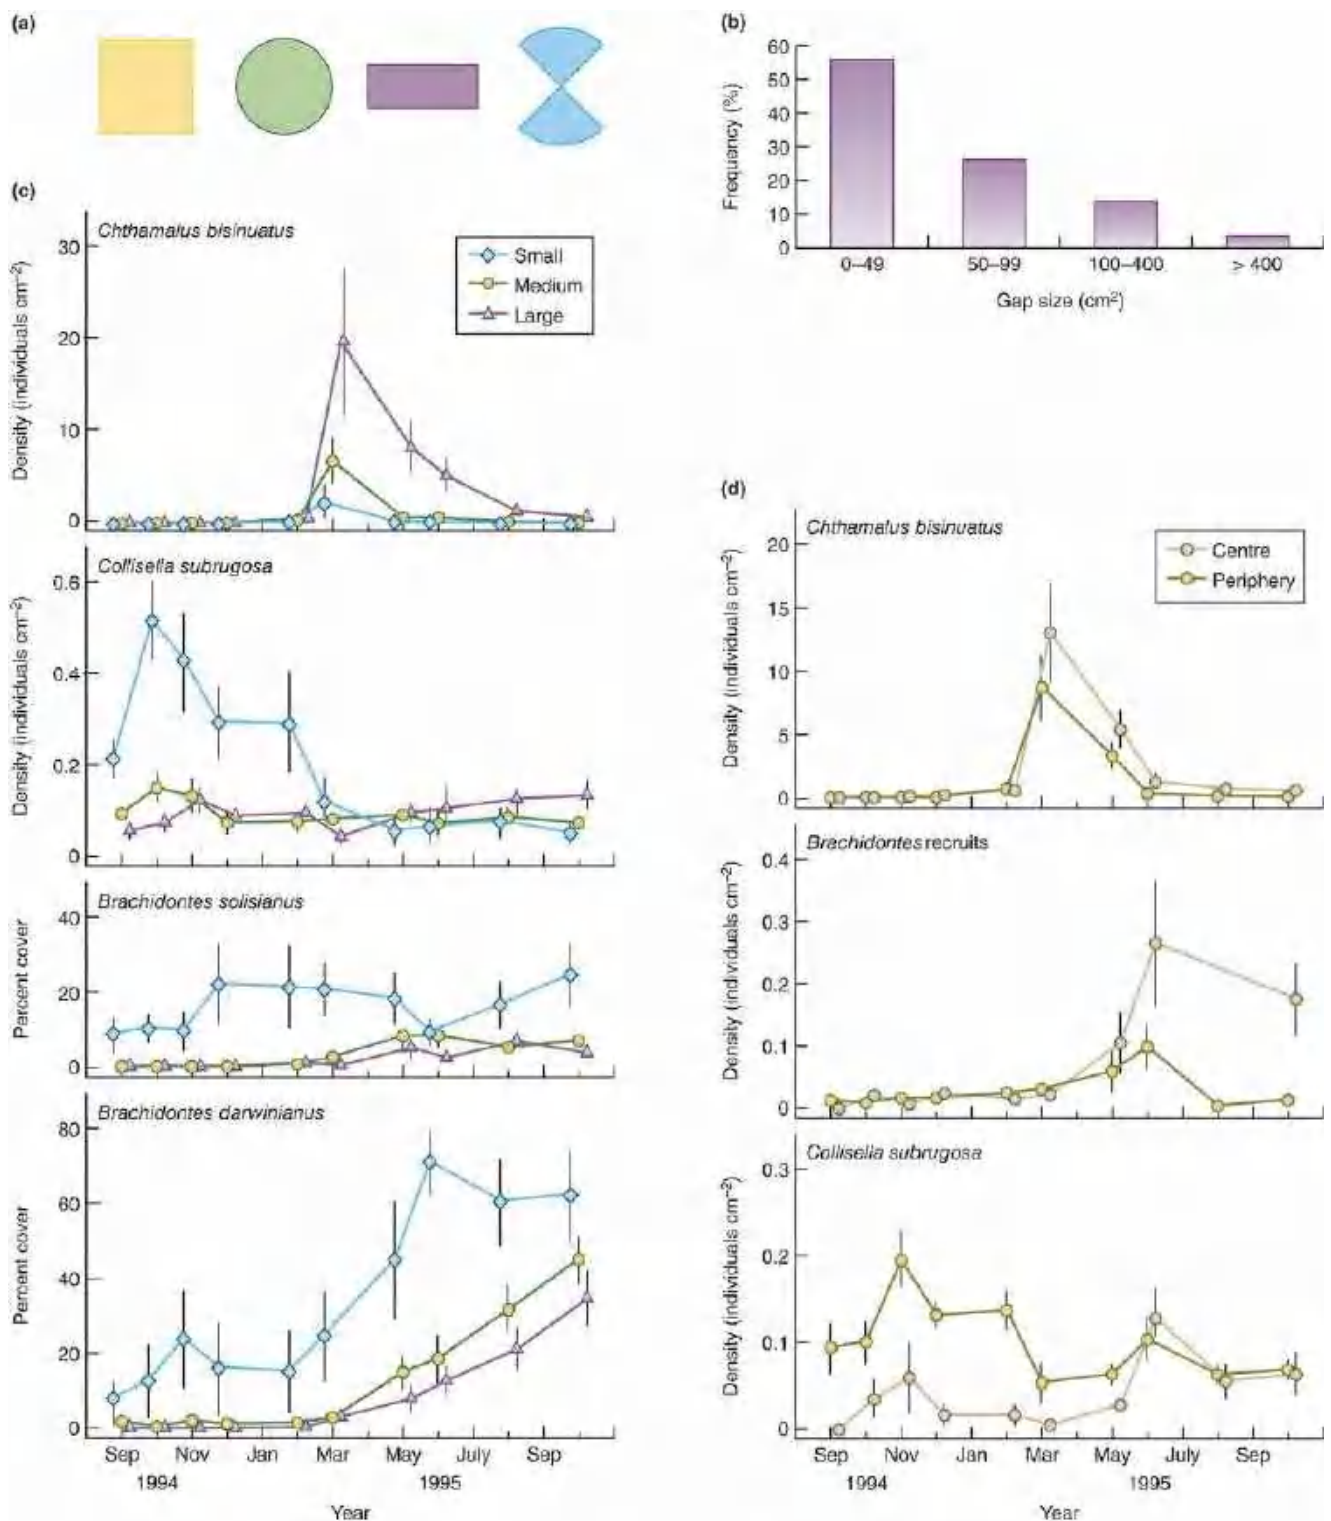 (a)
(b)
Frequency (%)
60
50
40
30
20
10
0
0–49
50–99
100–400
> 400
Gap size (cm²)
(c)
Chthamalus bisinuatus
Small
Medium
Large
Density (individuals cm⁻²)
30
20
10
0
Collisella subrugosa
Density (individuals cm⁻²)
0.6
0.4
0.2
0
Brachidontes solisianus
Percent cover
40
20
0
Brachidontes darwinianus
Percent cover
80
60
40
20
0
Sep
Nov
Jan
Mar
May
July
Sep
1994
1995
Year
(d)
Chthamalus bisinuatus
Centre
Periphery
Density (individuals cm⁻²)
20
15
10
5
0
Brachidontes recruits
Density (individuals cm⁻²)
0.4
0.3
0.2
0.1
0
Collisella subrugosa
Density (individuals cm⁻²)
0.3
0.2
0.1
0
Sep
Nov
Jan
Mar
May
July
Sep
1994
1995
Year